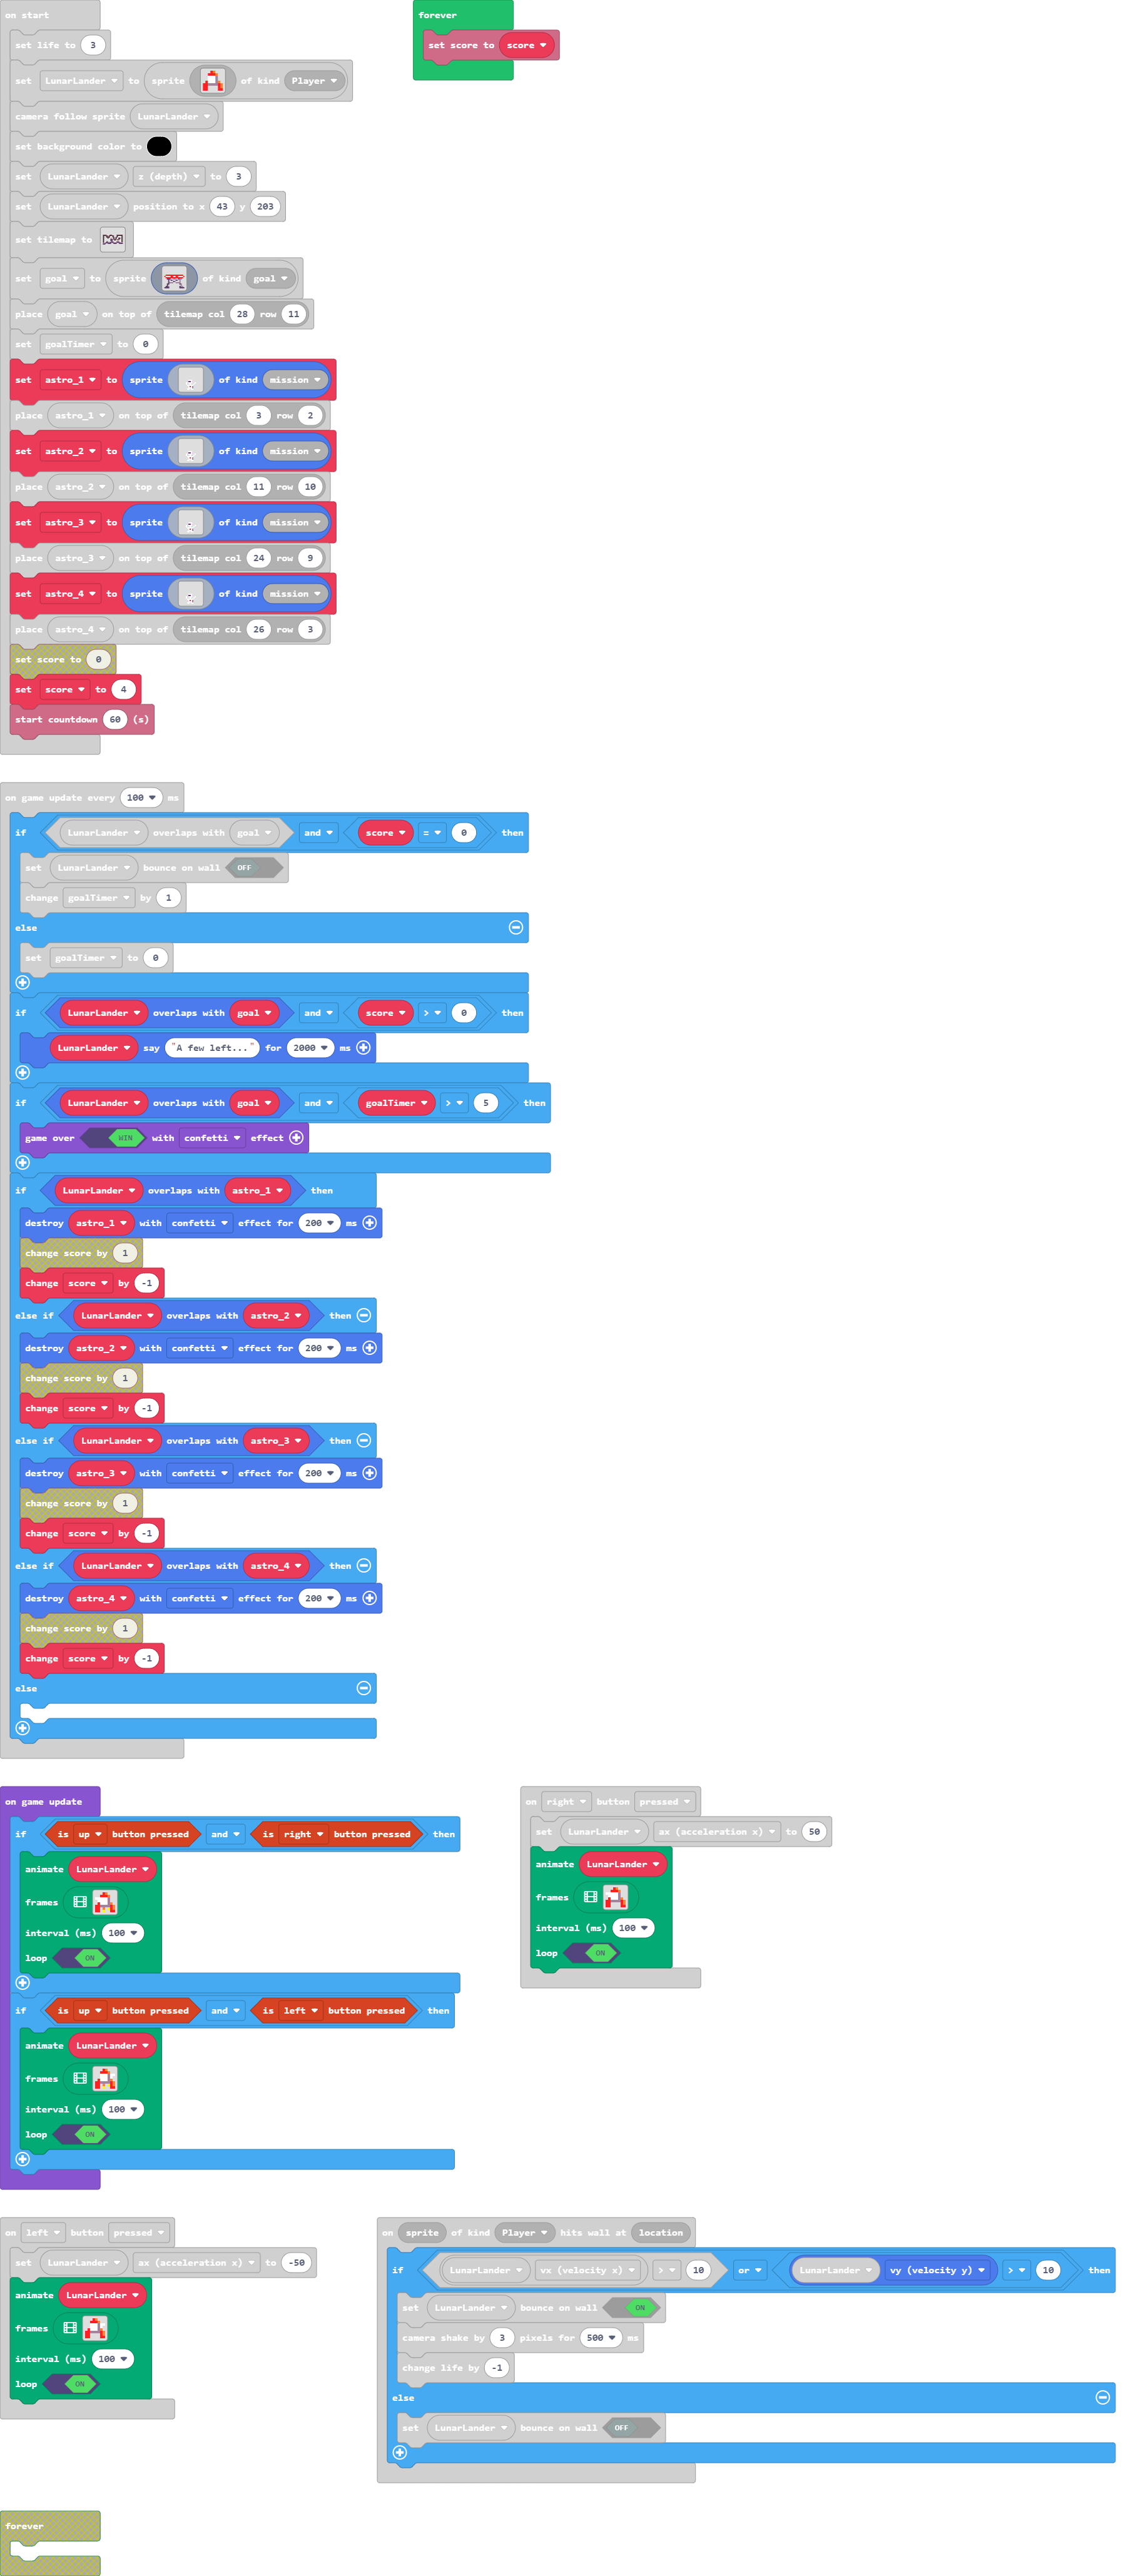 on start
set life to 3
set LunarLander to sprite of kind Player
camera follow sprite LunarLander
set background color to
set LunarLander z (depth) to 3
set LunarLander position to x 43 y 203
set tilemap to
set goal to sprite of kind goal
place goal on top of tilemap col 28 row 11
set goalTimer to 0
set astro_1 to sprite of kind mission
place astro_1 on top of tilemap col 3 row 2
set astro_2 to sprite of kind mission
place astro_2 on top of tilemap col 11 row 10
set astro_3 to sprite of kind mission
place astro_3 on top of tilemap col 24 row 9
set astro_4 to sprite of kind mission
place astro_4 on top of tilemap col 26 row 3
set score to 0
set score to 4
start countdown 60 (s)
forever
set score to score
on game update every 100 ms
if LunarLander overlaps with goal and score = 0 then
set LunarLander bounce on wall OFF
change goalTimer by 1
else
set goalTimer to 0
if LunarLander overlaps with goal and score > 0 then
LunarLander say "A few left..." for 2000 ms
if LunarLander overlaps with goal and goalTimer > 5 then
game over WIN with confetti effect
if LunarLander overlaps with astro_1 then
destroy astro_1 with confetti effect for 200 ms
change score by 1
change score by -1
else if LunarLander overlaps with astro_2 then
destroy astro_2 with confetti effect for 200 ms
change score by 1
change score by -1
else if LunarLander overlaps with astro_3 then
destroy astro_3 with confetti effect for 200 ms
change score by 1
change score by -1
else if LunarLander overlaps with astro_4 then
destroy astro_4 with confetti effect for 200 ms
change score by 1
change score by -1
else
on game update
if is up button pressed and is right button pressed then
animate LunarLander
frames
interval (ms) 100
loop ON
if is up button pressed and is left button pressed then
animate LunarLander
frames
interval (ms) 100
loop ON
on right button pressed
set LunarLander ax (acceleration x) to 50
animate LunarLander
frames
interval (ms) 100
loop ON
on left button pressed
set LunarLander ax (acceleration x) to -50
animate LunarLander
frames
interval (ms) 100
loop ON
on sprite of kind Player hits wall at location
if LunarLander vx (velocity x) > 10 or LunarLander vy (velocity y) > 10 then
set LunarLander bounce on wall ON
camera shake by 3 pixels for 500 ms
change life by -1
else
set LunarLander bounce on wall OFF
forever